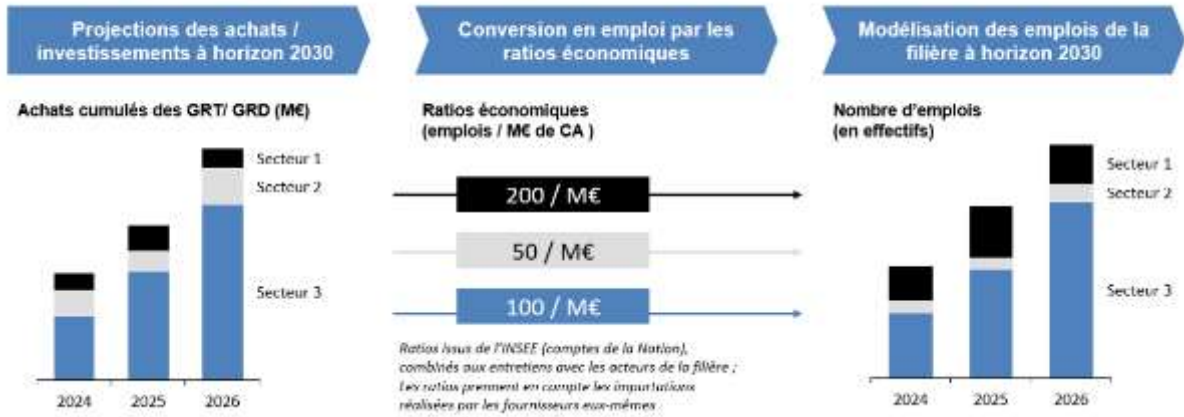 Projections des achats /
investissements à horizon 2030
Conversion en emploi par les
ratios économiques
Modélisation des emplois de la
filière à horizon 2030
Achats cumulés des GRT/ GRD (M€)
Secteur 1
Secteur 2
Secteur 3
2024
2025
2026
Ratios économiques
(emplois / M€ de CA )
200 / M€
50 / M€
100 / M€
Ratios issus de l'INSEE (comptes de la Nation),
combinés aux entretiens avec les acteurs de la filière ;
Les ratios prennent en compte les importations
réalisées par les fournisseurs eux-mêmes
Nombre d'emplois
(en effectifs)
Secteur 1
Secteur 2
Secteur 3
2024
2025
2026